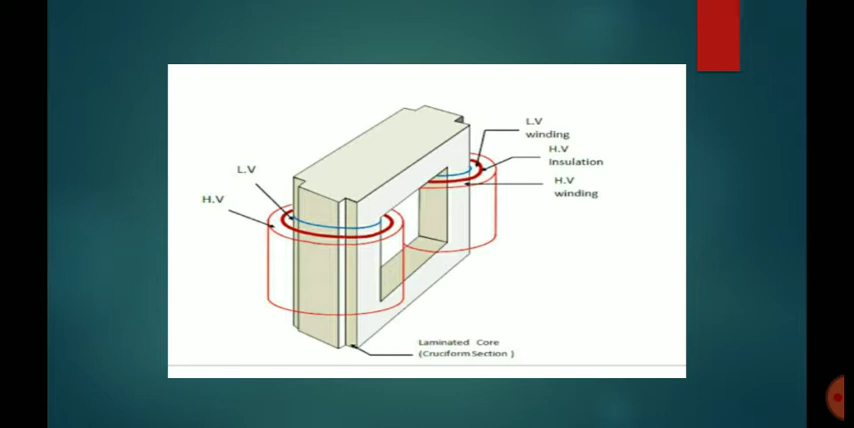 L.V
winding
H.V
Insulation
H.V
winding
L.V
H.V
Laminated Core
(Cruciform Section )